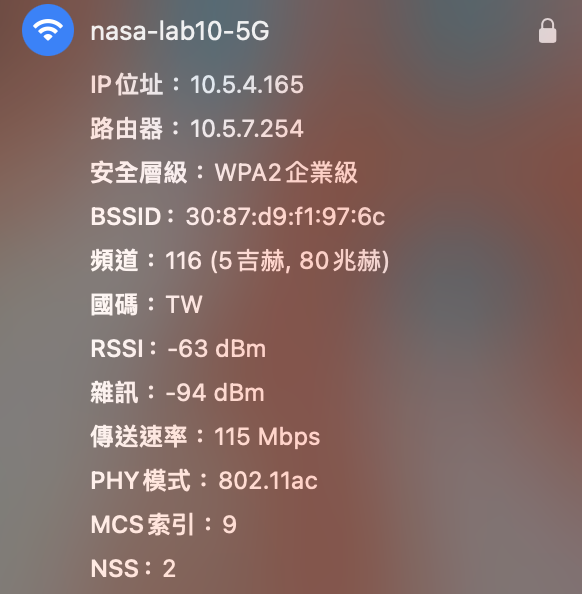 nasa-lab10-5G
IP位址：10.5.4.165
路由器：10.5.7.254
安全層級：WPA2企業級
BSSID：30:87:d9:f1:97:6c
頻道：116 (5吉赫, 80兆赫)
國碼：TW
RSSI：-63 dBm
雜訊：-94 dBm
傳送速率：115 Mbps
PHY模式：802.11ac
MCS索引：9
NSS：2